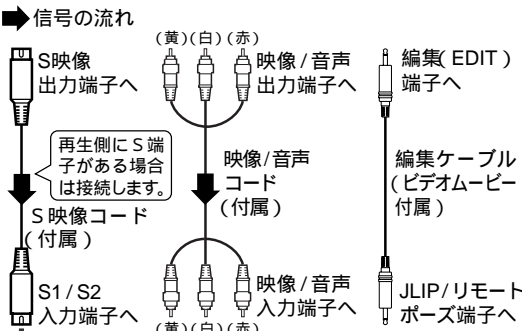 信号の流れ
S映像
出力端子へ
(黄)(白)(赤)
映像/音声
出力端子へ
編集(EDIT)
端子へ
再生側にS端
子がある場合
は接続します。
S映像コード
(付属)
映像/音声
コード
(付属)
編集ケーブル
(ビデオムービー
付属)
S1/S2
入力端子へ
映像/音声
入力端子へ
(黄)(白)(赤)
JLIP/リモート
ポーズ端子へ